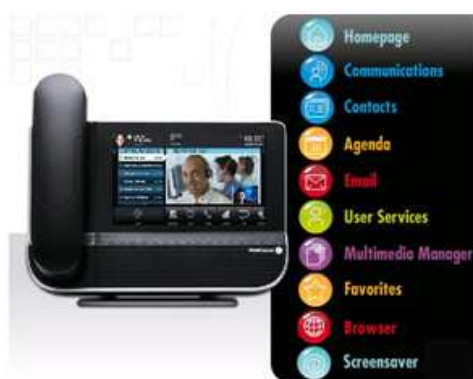 Homepage
Communications
Contacts
Agenda
Email
User Services
Multimedia Manager
Favorites
Browser
Screensaver